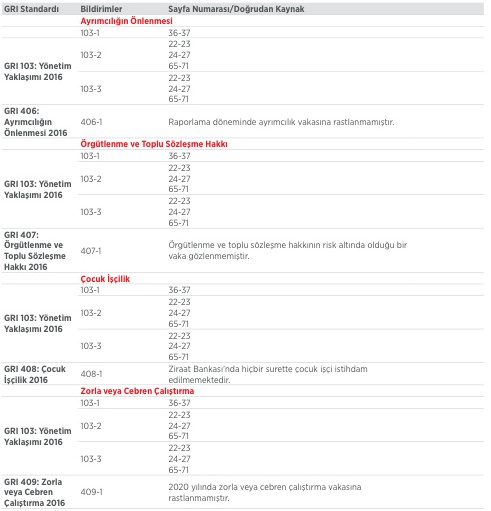 GRI Standardı Bildirimler Sayfa Numarası/Doğrudan Kaynak
Ayrımcılığın Önlenmesi
GRI 103: Yönetim
Yaklaşımı 2016
103-1 36-37
103-2
22-23
24-27
65-71
103-3
22-23
24-27
65-71
GRI 406:
Ayrımcılığın
Önlenmesi 2016
406-1 Raporlama döneminde ayrımcılık vakasına rastlanmamıştır.
Örgütlenme ve Toplu Sözleşme Hakkı
GRI 103: Yönetim
Yaklaşımı 2016
103-1 36-37
103-2
22-23
24-27
65-71
103-3
22-23
24-27
65-71
GRI 407:
Örgütlenme ve
Toplu Sözleşme
Hakkı 2016
407-1
Örgütlenme ve toplu sözleşme hakkının risk altında olduğu bir
vaka gözlenmemiştir.
Çocuk İşçilik
GRI 103: Yönetim
Yaklaşımı 2016
103-1 36-37
103-2
22-23
24-27
65-71
103-3
22-23
24-27
65-71
GRI 408: Çocuk
İşçilik 2016
408-1
Ziraat Bankası'nda hiçbir surette çocuk işçi istihdam
edilmemektedir.
Zorla veya Cebren Çalıştırma
GRI 103: Yönetim
Yaklaşımı 2016
103-1 36-37
103-2
22-23
24-27
65-71
103-3
22-23
24-27
65-71
GRI 409: Zorla
veya Cebren
Çalıştırma 2016
409-1
2020 yılında zorla veya cebren çalıştırma vakasına
rastlanmamıştır.